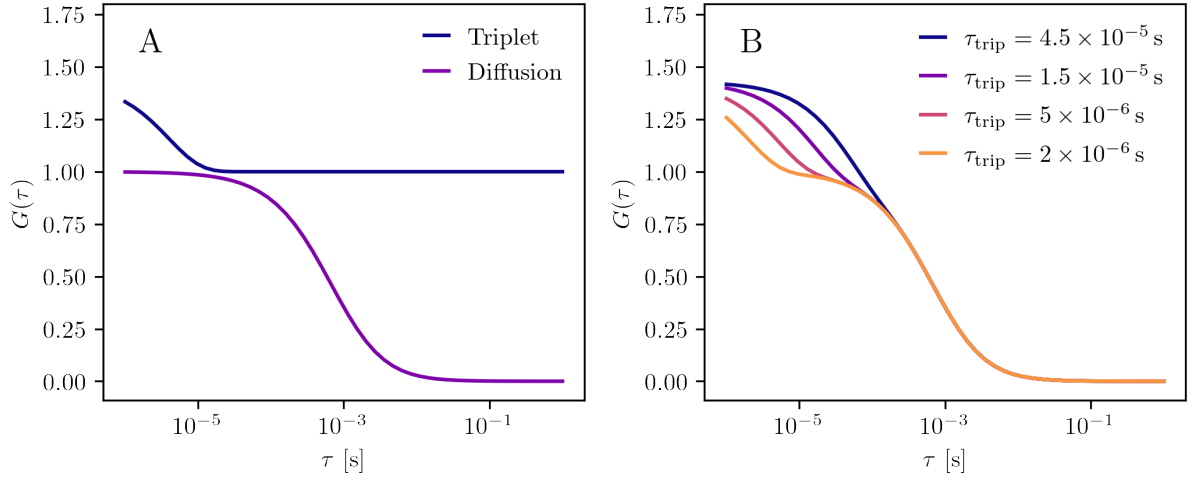 A
Triplet
Diffusion
1.75
1.50
1.25
1.00
0.75
0.50
0.25
0.00
G(τ)
10⁻⁵
10⁻³
10⁻¹
τ [s]
B
τ_trip = 4.5 × 10⁻⁵ s
τ_trip = 1.5 × 10⁻⁵ s
τ_trip = 5 × 10⁻⁶ s
τ_trip = 2 × 10⁻⁶ s
1.75
1.50
1.25
1.00
0.75
0.50
0.25
0.00
G(τ)
10⁻⁵
10⁻³
10⁻¹
τ [s]